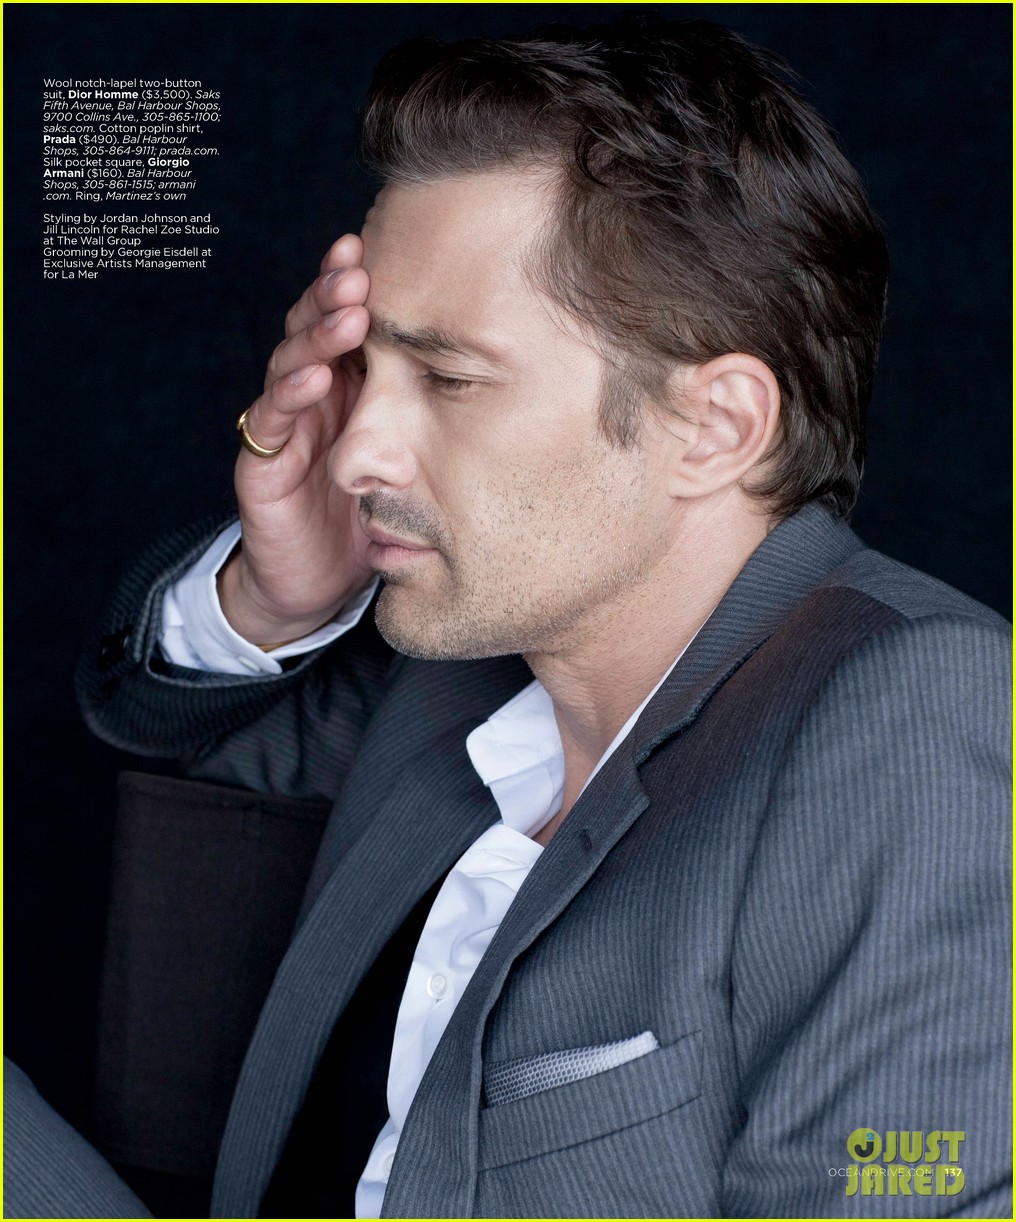 Wool notch-lapel two-button
suit, Dior Homme ($3,500). Saks
Fifth Avenue, Bal Harbour Shops,
9700 Collins Ave., 305-865-1100;
saks.com. Cotton poplin shirt,
Prada ($490). Bal Harbour
Shops, 305-864-9111; prada.com.
Silk pocket square, Giorgio
Armani ($160). Bal Harbour
Shops, 305-861-1515; armani
.com. Ring, Martinez's own
Styling by Jordan Johnson and
Jill Lincoln for Rachel Zoe Studio
at The Wall Group
Grooming by Georgie Eisdell at
Exclusive Artists Management
for La Mer
JUST
OCEANDRIVE.COM 137
JARED